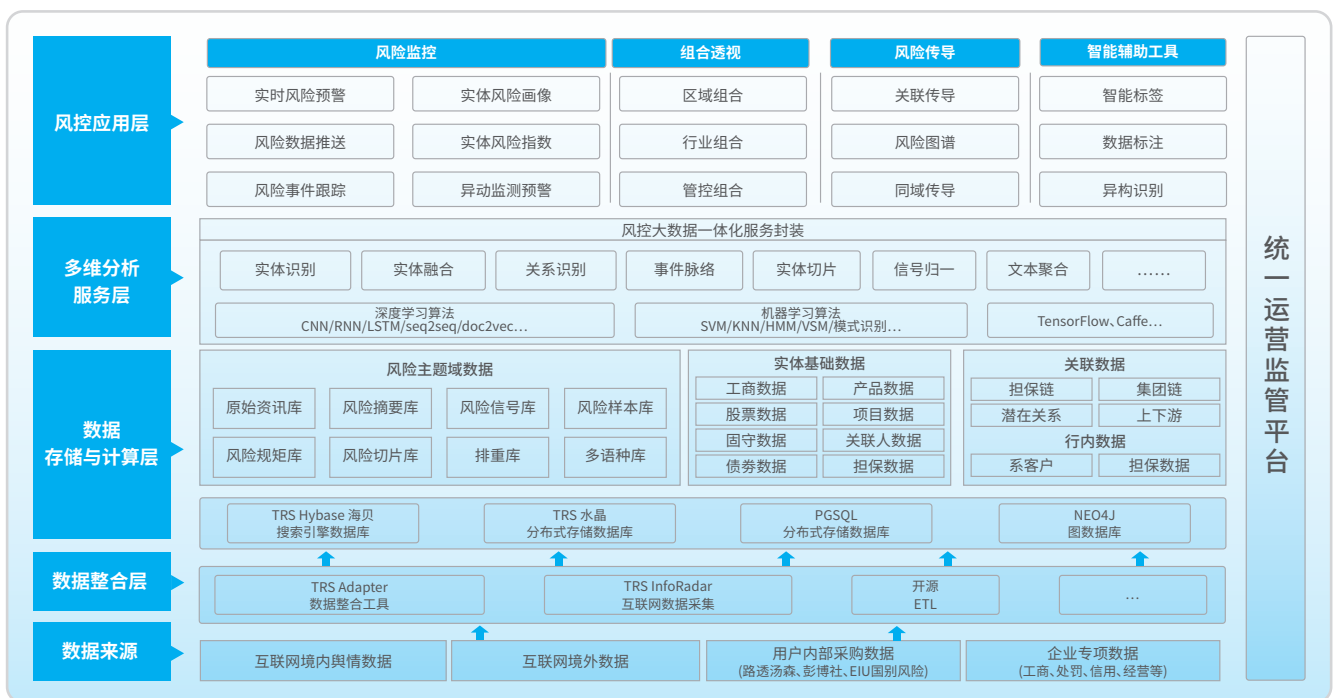 风控应用层
风险监控
组合透视
风险传导
智能辅助工具
实时风险预警
实体风险画像
区域组合
关联传导
智能标签
风险数据推送
实体风险指数
行业组合
风险图谱
数据标注
风险事件跟踪
异动监测预警
管控组合
同域传导
异构识别
多维分析
服务层
风控大数据一体化服务封装
实体识别
实体融合
关系识别
事件脉络
实体切片
信号归一
文本聚合
……
深度学习算法
CNN/RNN/LSTM/seq2seq/doc2vec…
机器学习算法
SVM/KNN/HMM/VSM/模式识别…
TensorFlow、Caffe…
数据
存储与计算层
风险主题域数据
原始资讯库
风险摘要库
风险信号库
风险样本库
风险规矩库
风险切片库
排重库
多语种库
实体基础数据
工商数据
产品数据
股票数据
项目数据
固守数据
关联人数据
债券数据
担保数据
关联数据
担保链
集团链
潜在关系
上下游
行内数据
系客户
担保数据
TRS Hybase 海贝
搜索引擎数据库
TRS 水晶
分布式存储数据库
PGSQL
分布式存储数据库
NEO4J
图数据库
数据整合层
TRS Adapter
数据整合工具
TRS InfoRadar
互联网数据采集
开源
ETL
…
数据来源
互联网境内舆情数据
互联网境外数据
用户内部采购数据
(路透汤森、彭博社、EIU国别风险)
企业专项数据
(工商、处罚、信用、经营等)
统一运营监管平台